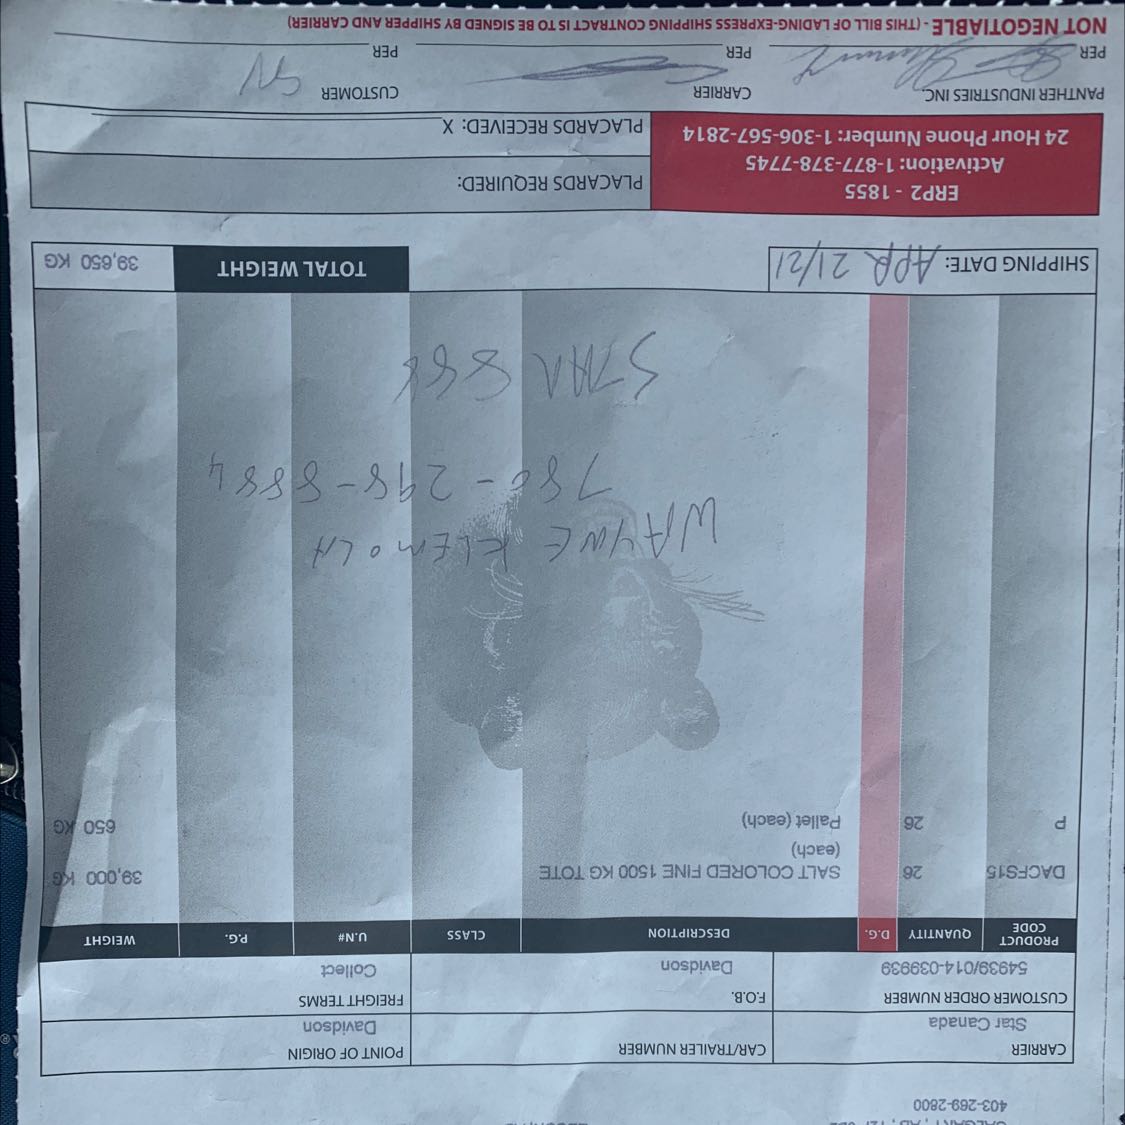 403-269-2800
CARRIER
Star Canada
CAR/TRAILER NUMBER
POINT OF ORIGIN
Davidson
CUSTOMER ORDER NUMBER
54939/014-039939
F.O.B.
Davidson
FREIGHT TERMS
Collect
PRODUCT CODE QUANTITY D.G. DESCRIPTION CLASS U.N# P.G. WEIGHT
DACFS15 26 SALT COLORED FINE 1500 KG TOTE 39,000 KG
(each)
P 26 Pallet (each) 650 KG
WAYNE KLEMOLA
780-298-8884
STAR 888
SHIPPING DATE: APR 21/21 TOTAL WEIGHT 39,650 KG
ERP2 - 1855
Activation: 1-877-378-7745
24 Hour Phone Number: 1-306-567-2814
PLACARDS REQUIRED:
PLACARDS RECEIVED: X
PANTHER INDUSTRIES INC. CARRIER CUSTOMER
PER PER PER
NOT NEGOTIABLE - (THIS BILL OF LADING-EXPRESS SHIPPING CONTRACT IS TO BE SIGNED BY SHIPPER AND CARRIER)